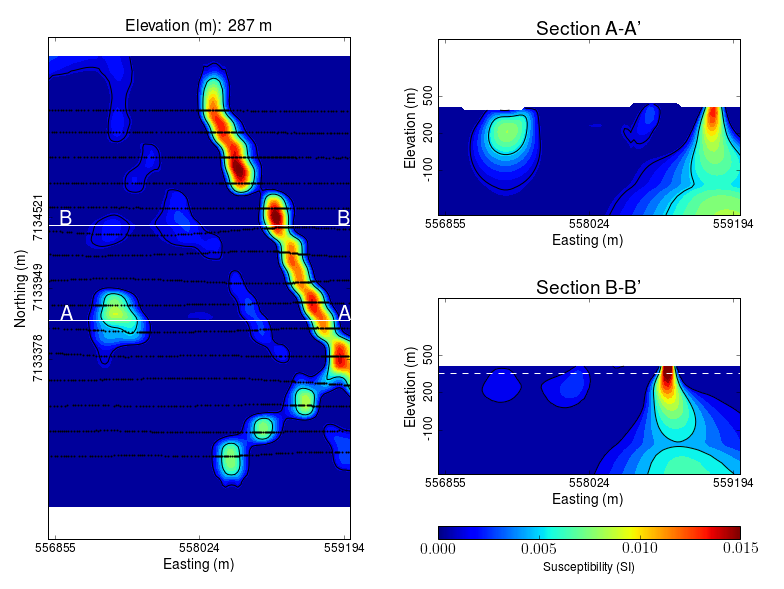 Elevation (m): 287 m
B
B
A
A
7134521
7133949
7133378
Northing (m)
556855
558024
559194
Easting (m)
Section A-A'
500
200
-100
Elevation (m)
556855
558024
559194
Easting (m)
Section B-B'
500
200
-100
Elevation (m)
556855
558024
559194
Easting (m)
0.000
0.005
0.010
0.015
Susceptibility (SI)